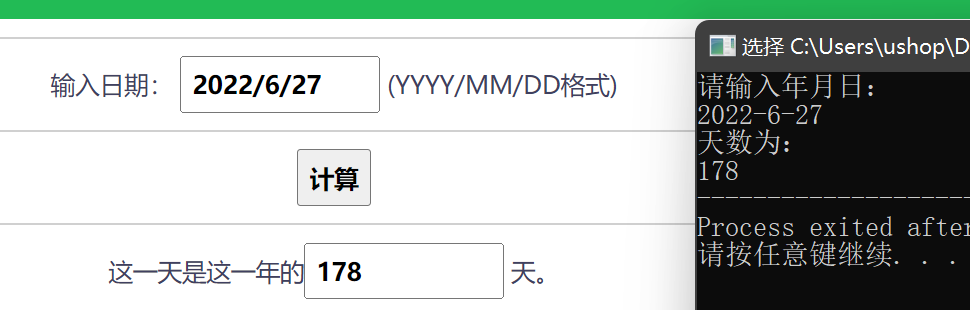 输入日期： 2022/6/27 (YYYY/MM/DD格式)
计算
这一天是这一年的 178 天。
选择 C:\Users\ushop\D
请输入年月日：
2022-6-27
天数为：
178
--------------------
Process exited after
请按任意键继续. . .